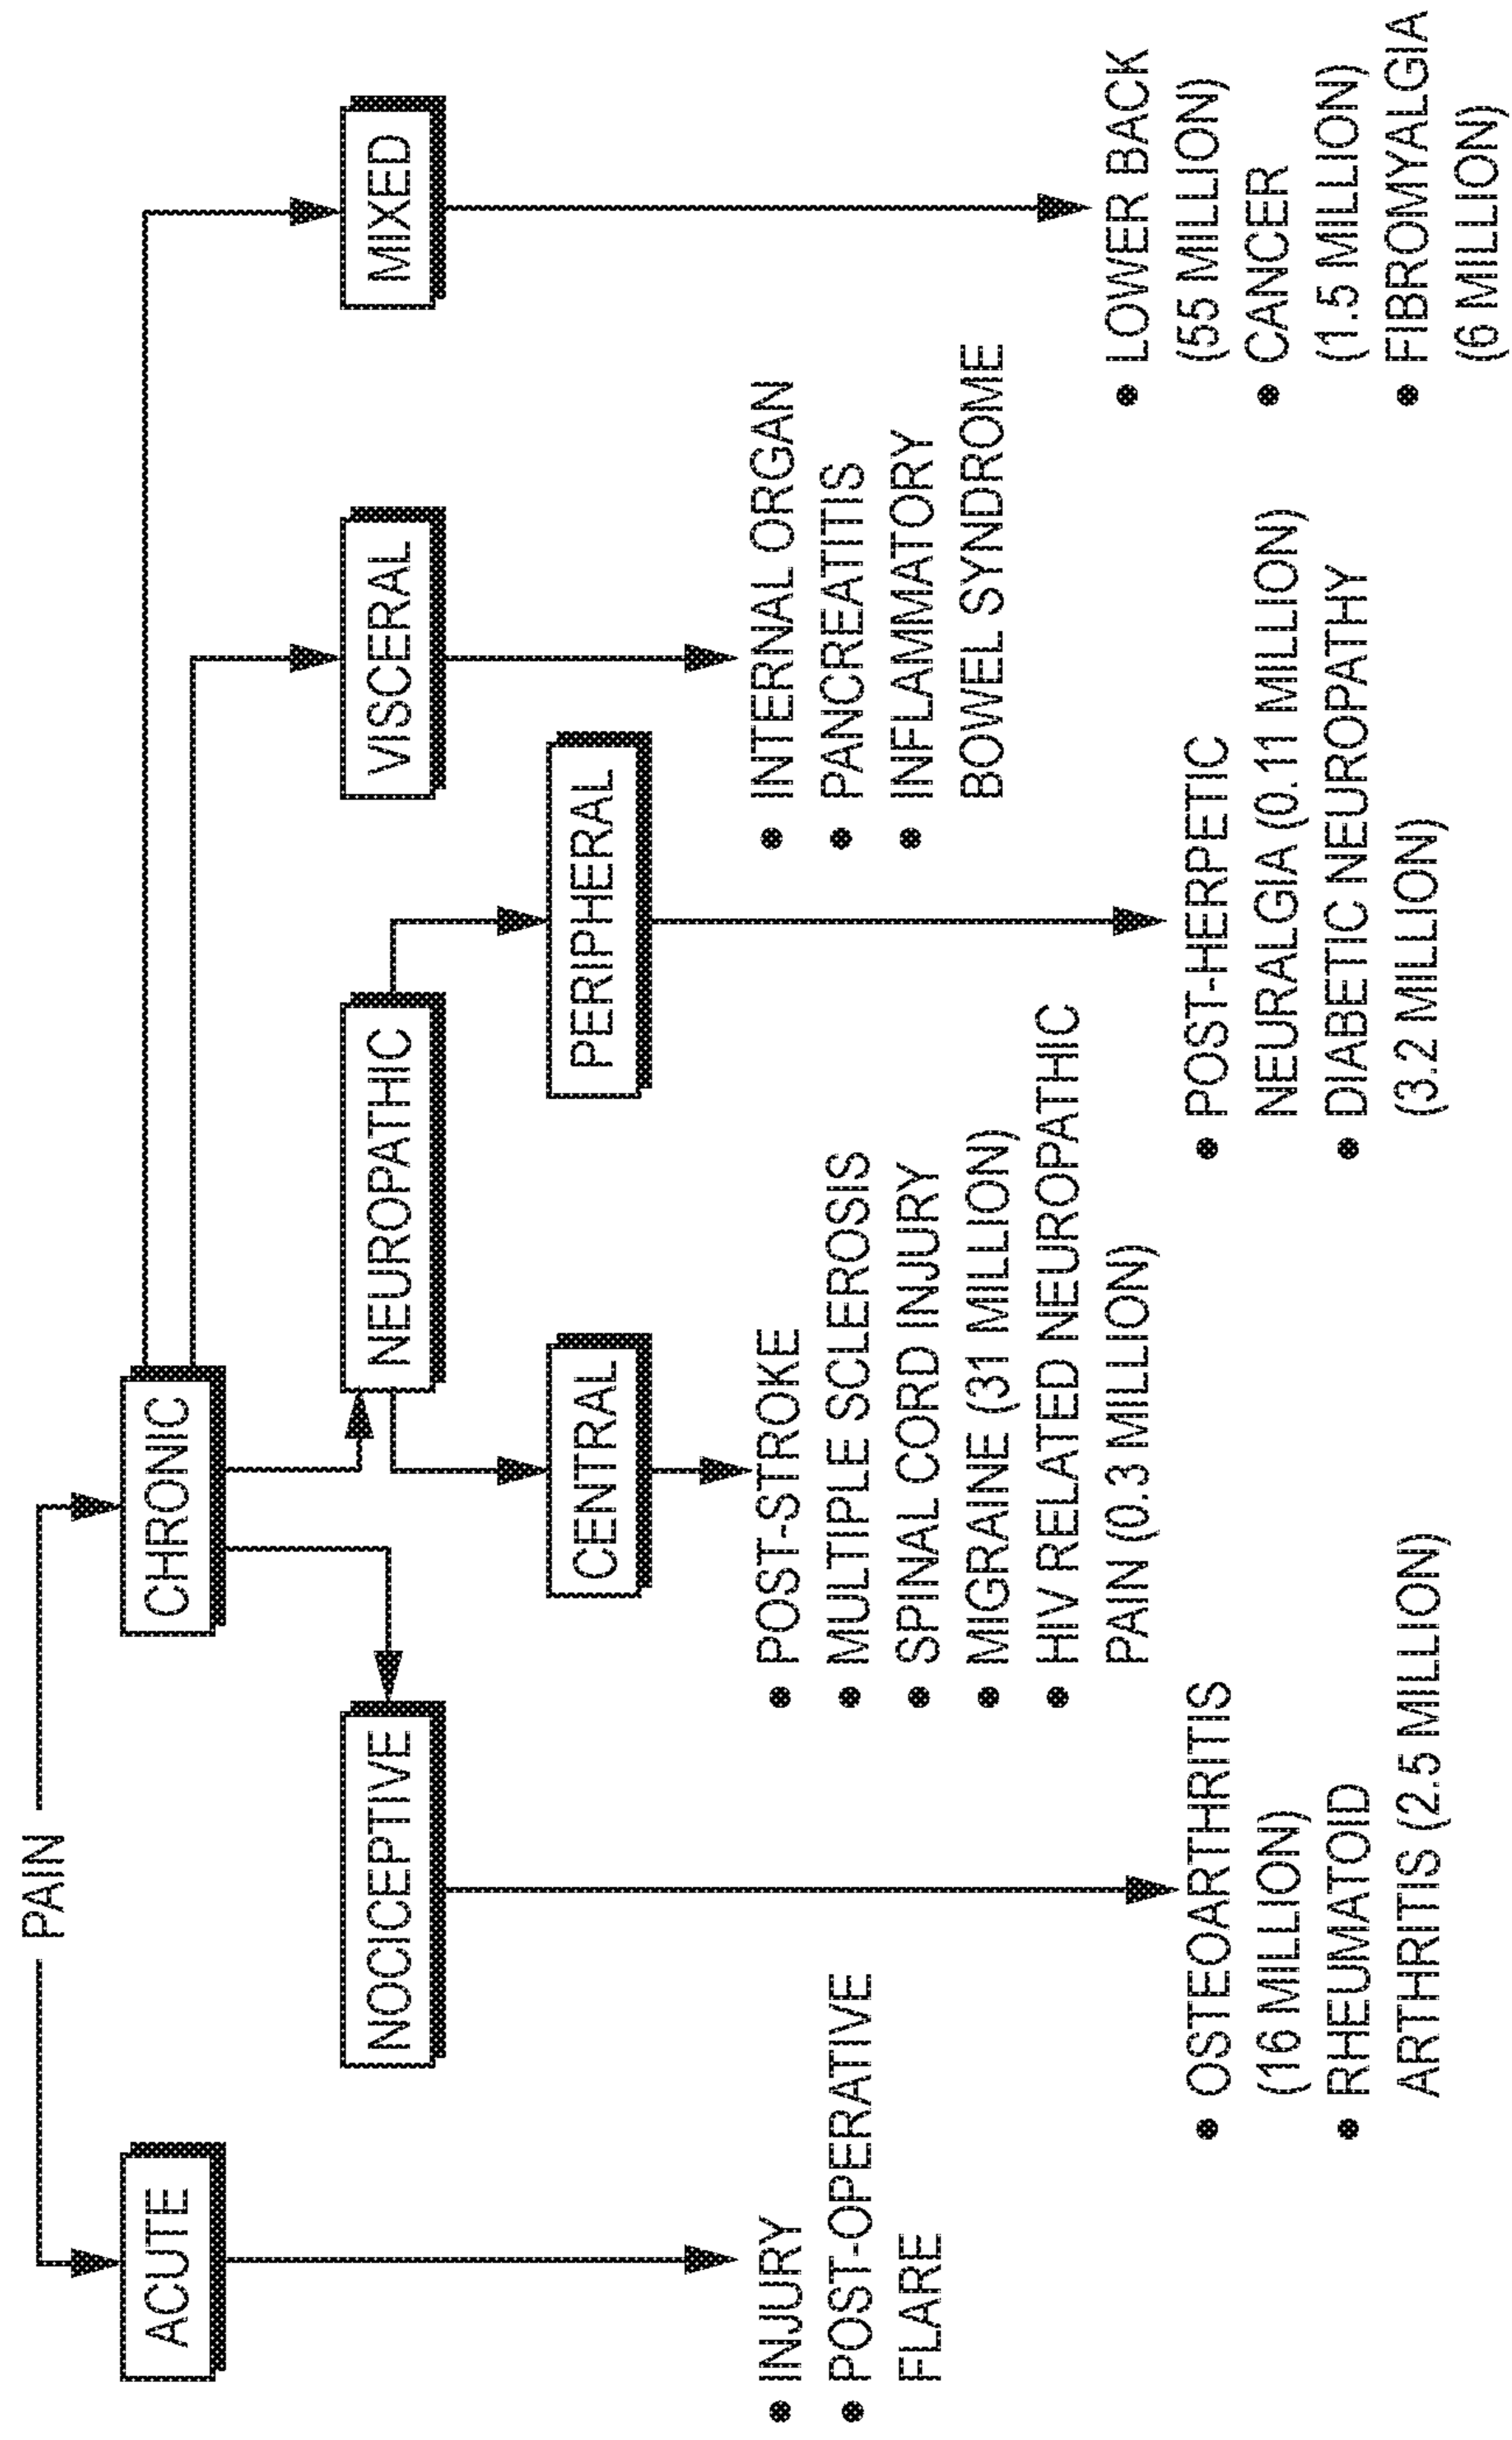 PAIN
ACUTE
CHRONIC
NOCICEPTIVE
NEUROPATHIC
VISCERAL
MIXED
CENTRAL
PERIPHERAL
• INJURY
• POST-OPERATIVE
FLARE
• OSTEOARTHRITIS
(16 MILLION)
• RHEUMATOID
ARTHRITIS (2.5 MILLION)
• POST-STROKE
• MULTIPLE SCLEROSIS
• SPINAL CORD INJURY
• MIGRAINE (31 MILLION)
• HIV RELATED NEUROPATHIC
PAIN (0.3 MILLION)
• POST-HERPETIC
NEURALGIA (0.11 MILLION)
• DIABETIC NEUROPATHY
(3.2 MILLION)
• INTERNAL ORGAN
• PANCREATITIS
• INFLAMMATORY
BOWEL SYNDROME
• LOWER BACK
(55 MILLION)
• CANCER
(1.5 MILLION)
• FIBROMYALGIA
(6 MILLION)